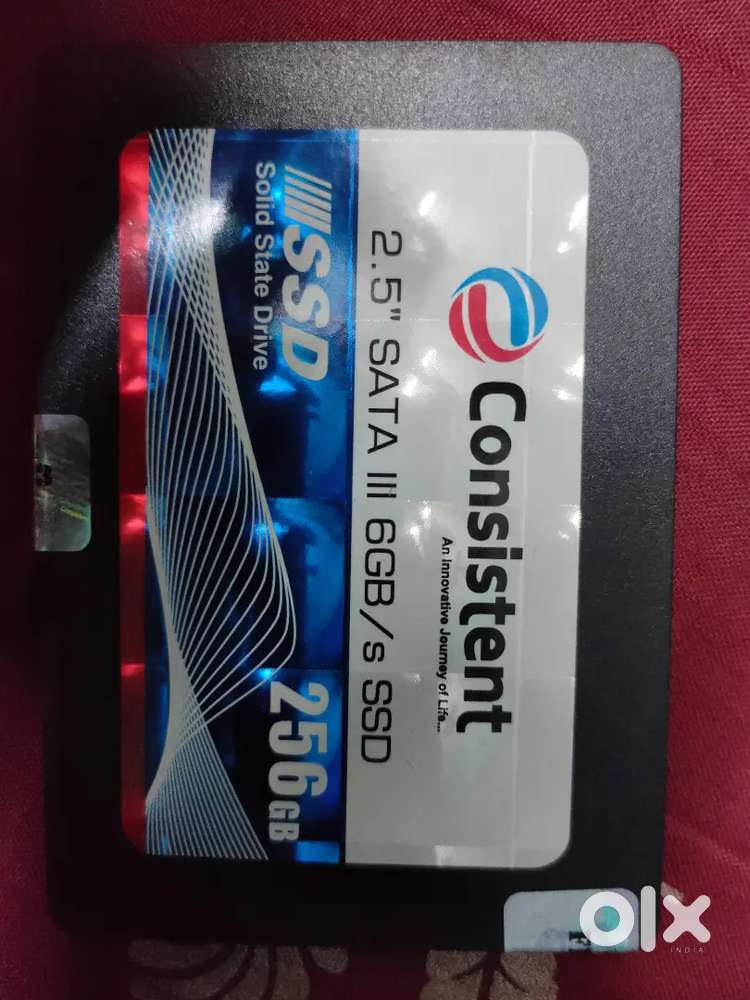 Consistent
An Innovative Journey of Life...
2.5" SATA III 6GB/s SSD
SSD
Solid State Drive
256GB
olx
INDIA